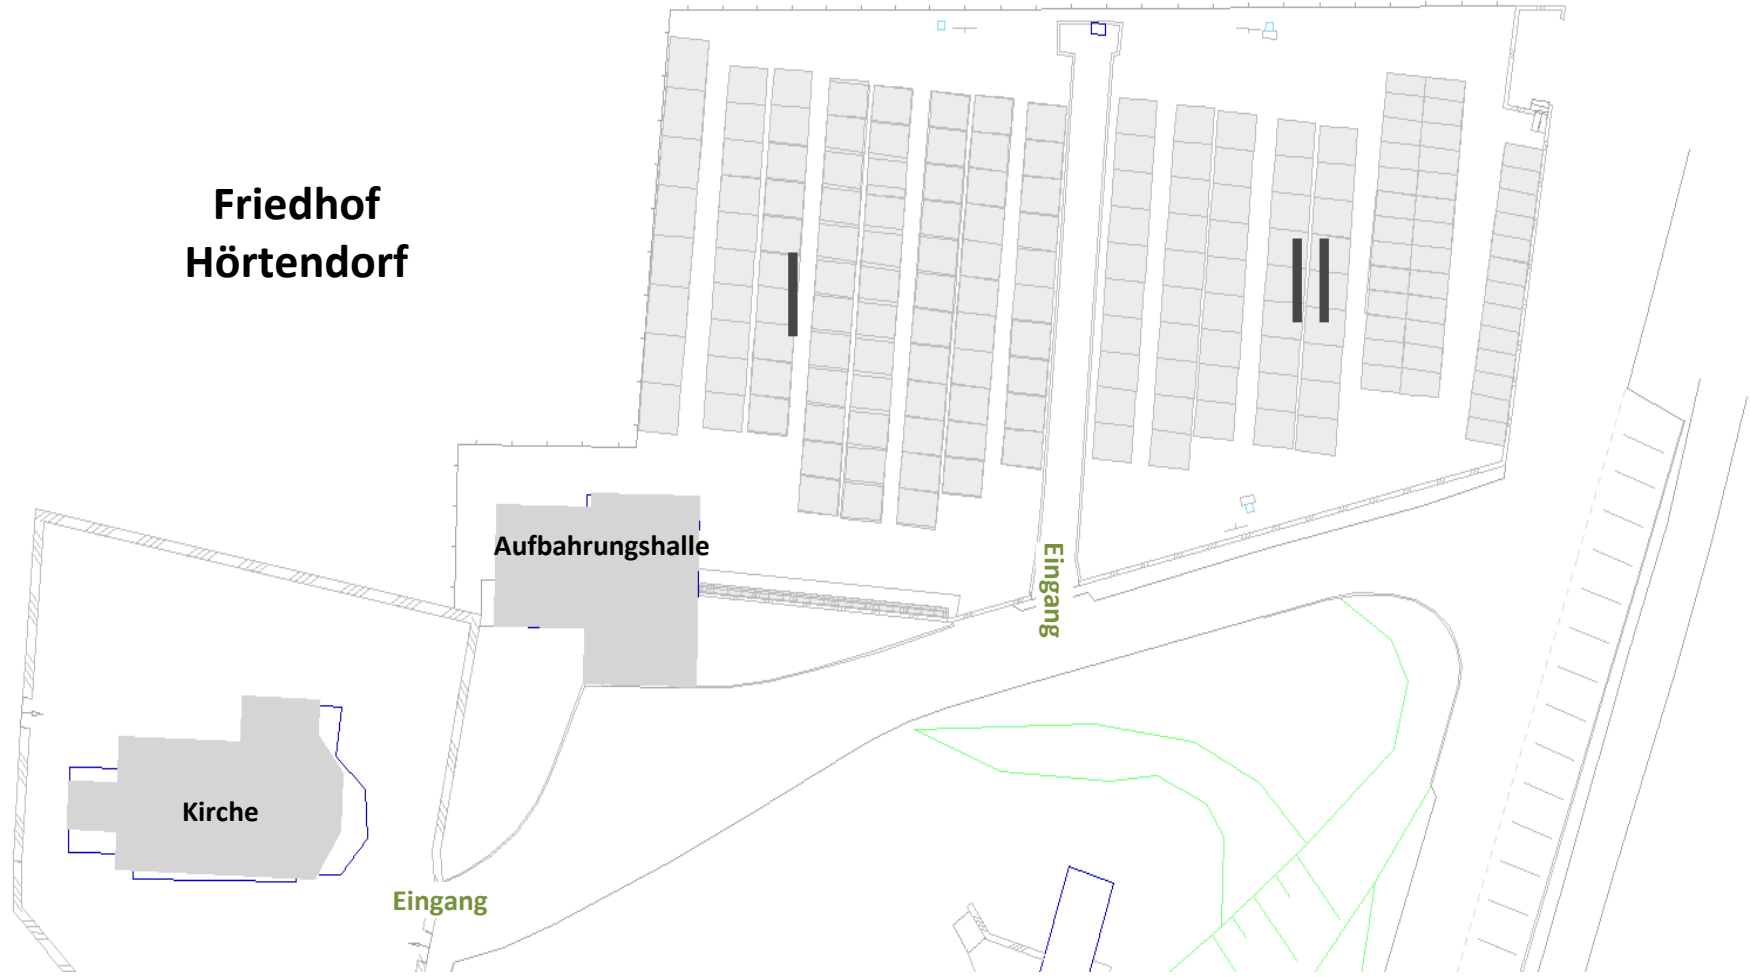 Friedhof
Hörtendorf
Aufbahrungshalle
Eingang
Kirche
Eingang